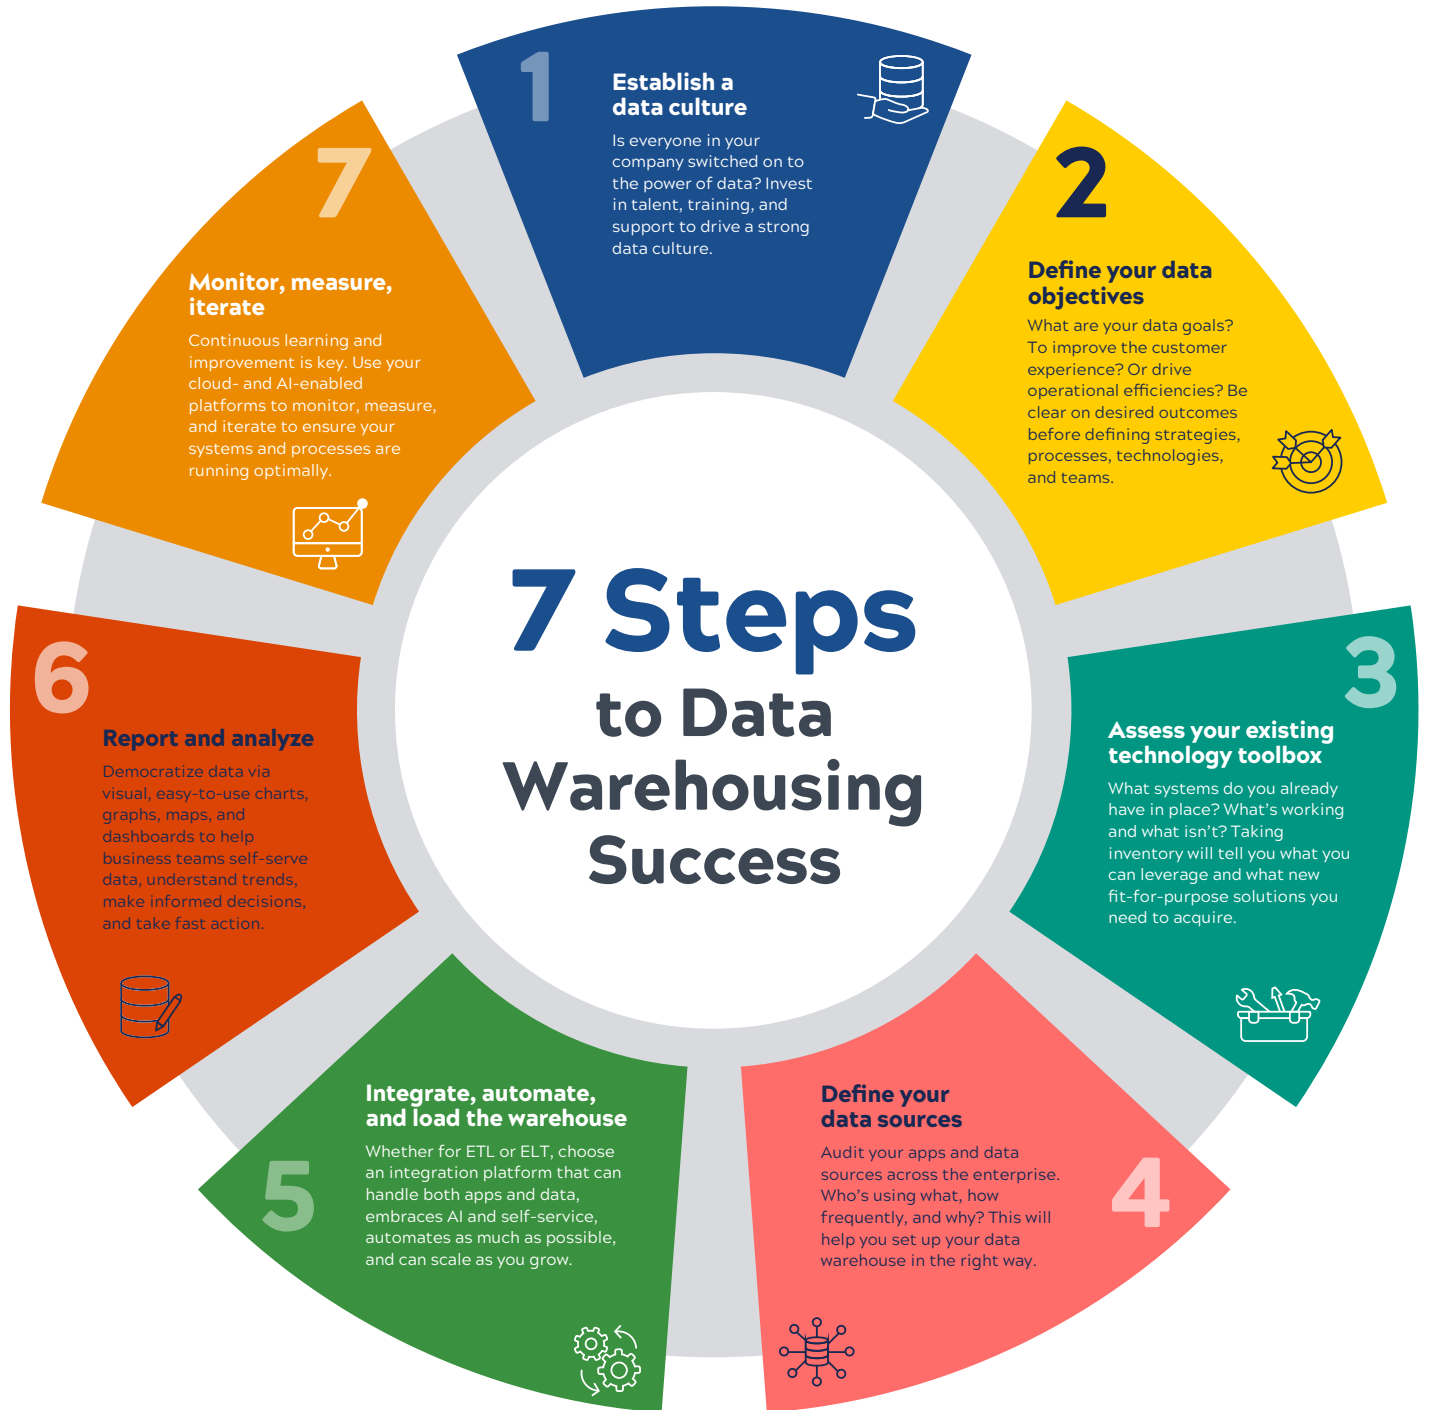 7 Steps
to Data
Warehousing
Success
1
Establish a
data culture
Is everyone in your
company switched on to
the power of data? Invest
in talent, training, and
support to drive a strong
data culture.
2
Define your data
objectives
What are your data goals?
To improve the customer
experience? Or drive
operational efficiencies? Be
clear on desired outcomes
before defining strategies,
processes, technologies,
and teams.
3
Assess your existing
technology toolbox
What systems do you already
have in place? What’s working
and what isn’t? Taking
inventory will tell you what you
can leverage and what new
fit-for-purpose solutions you
need to acquire.
4
Define your
data sources
Audit your apps and data
sources across the enterprise.
Who’s using what, how
frequently, and why? This will
help you set up your data
warehouse in the right way.
5
Integrate, automate,
and load the warehouse
Whether for ETL or ELT, choose
an integration platform that can
handle both apps and data,
embraces AI and self-service,
automates as much as possible,
and can scale as you grow.
6
Report and analyze
Democratize data via
visual, easy-to-use charts,
graphs, maps, and
dashboards to help
business teams self-serve
data, understand trends,
make informed decisions,
and take fast action.
7
Monitor, measure,
iterate
Continuous learning and
improvement is key. Use your
cloud- and AI-enabled
platforms to monitor, measure,
and iterate to ensure your
systems and processes are
running optimally.